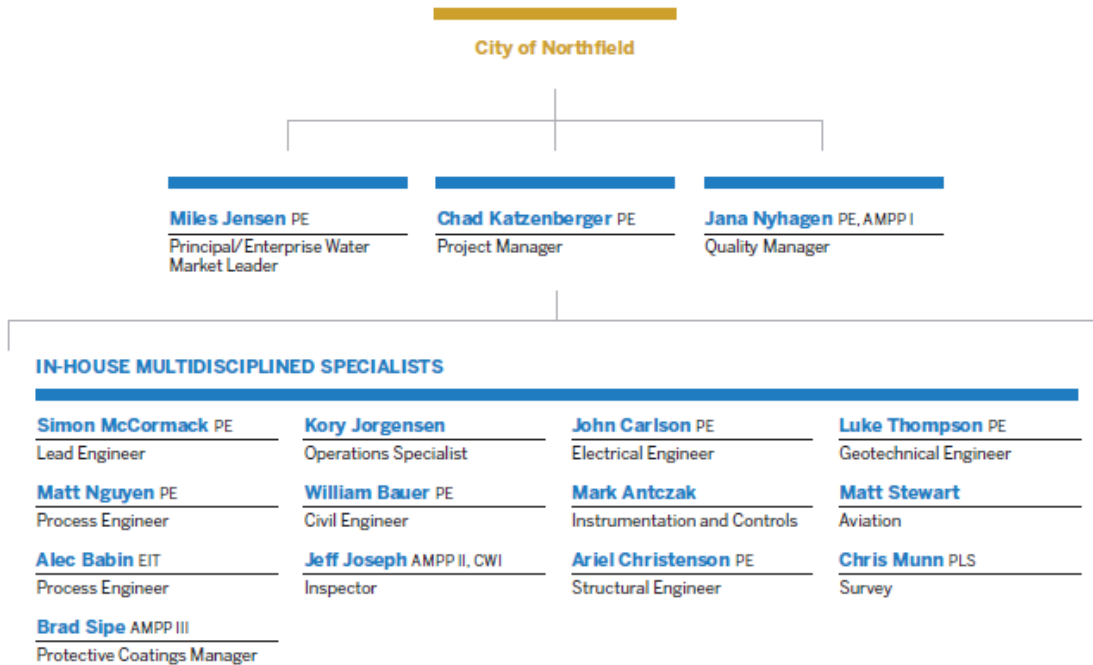 City of Northfield
Miles Jensen PE
Principal/Enterprise Water
Market Leader
Chad Katzenberger PE
Project Manager
Jana Nyhagen PE, AMPP I
Quality Manager
IN-HOUSE MULTIDISCIPLINED SPECIALISTS
Simon McCormack PE
Lead Engineer
Kory Jorgensen
Operations Specialist
John Carlson PE
Electrical Engineer
Luke Thompson PE
Geotechnical Engineer
Matt Nguyen PE
Process Engineer
William Bauer PE
Civil Engineer
Mark Antczak
Instrumentation and Controls
Matt Stewart
Aviation
Alec Babin EIT
Process Engineer
Jeff Joseph AMPP II, CWI
Inspector
Ariel Christenson PE
Structural Engineer
Chris Munn PLS
Survey
Brad Sipe AMPP III
Protective Coatings Manager